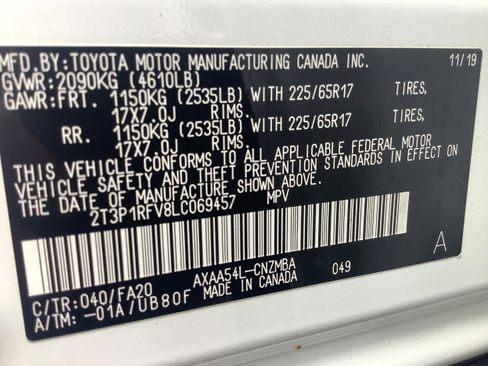 MFD.BY: TOYOTA MOTOR MANUFACTURING CANADA INC. 11/19
GVWR: 2090KG (4610LB)
GAWR: FRT. 1150KG (2535LB) WITH 225/65R17 TIRES,
17X7.0J RIMS.
RR. 1150KG (2535LB) WITH 225/65R17 TIRES,
17X7.0J RIMS.
THIS VEHICLE CONFORMS TO ALL APPLICABLE FEDERAL MOTOR
VEHICLE SAFETY AND THEFT PREVENTION STANDARDS IN EFFECT
ON THE DATE OF MANUFACTURE SHOWN ABOVE.
2T3P1RFV8LC069457 MPV
A
C/TR: 040/FA20 AXAA54L-CNZMBA 049
A/TM: -01A/UB80F MADE IN CANADA